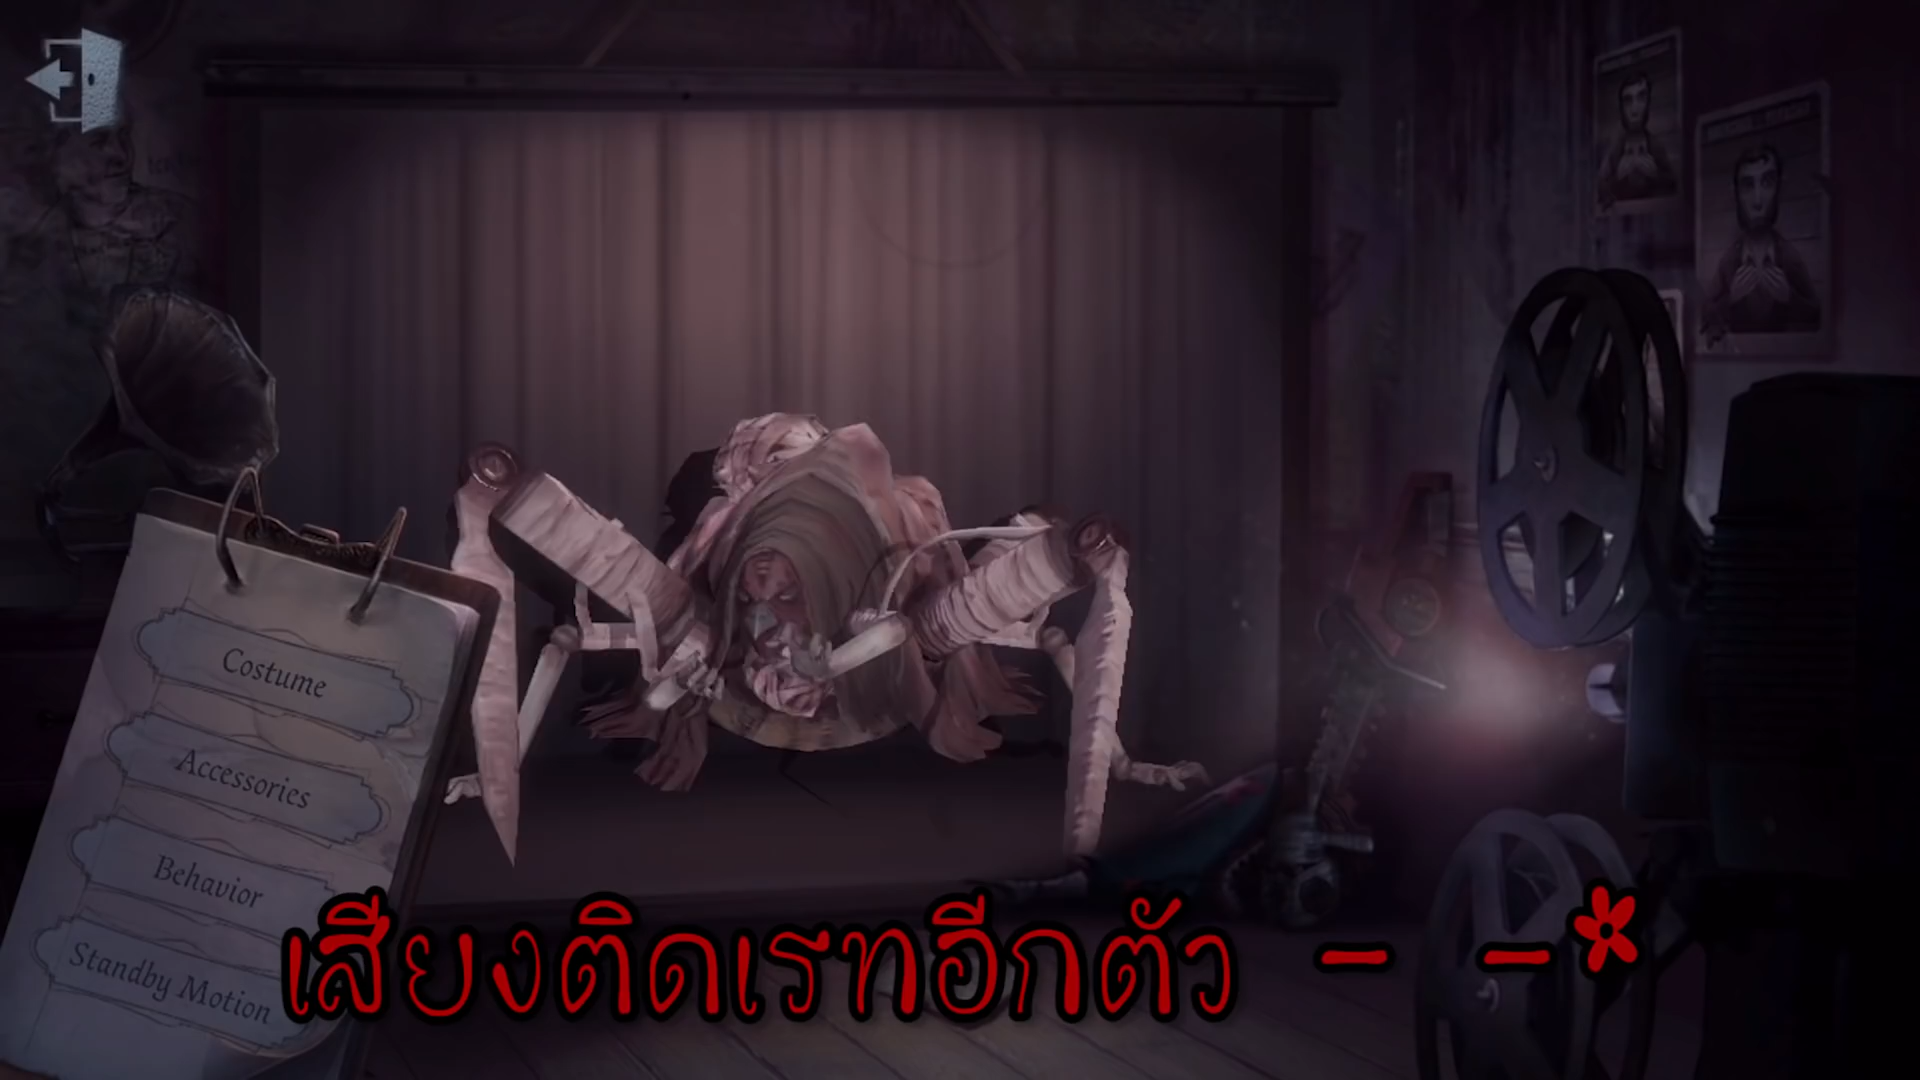 Costume
Accessories
Behavior
Standby Motion
เสียงติดเรทอีกตัว - -*